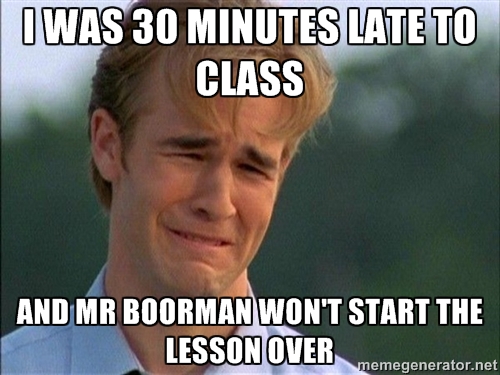 I WAS 30 MINUTES LATE TO
CLASS
AND MR BOORMAN WON'T START THE
LESSON OVER
memegenerator.net